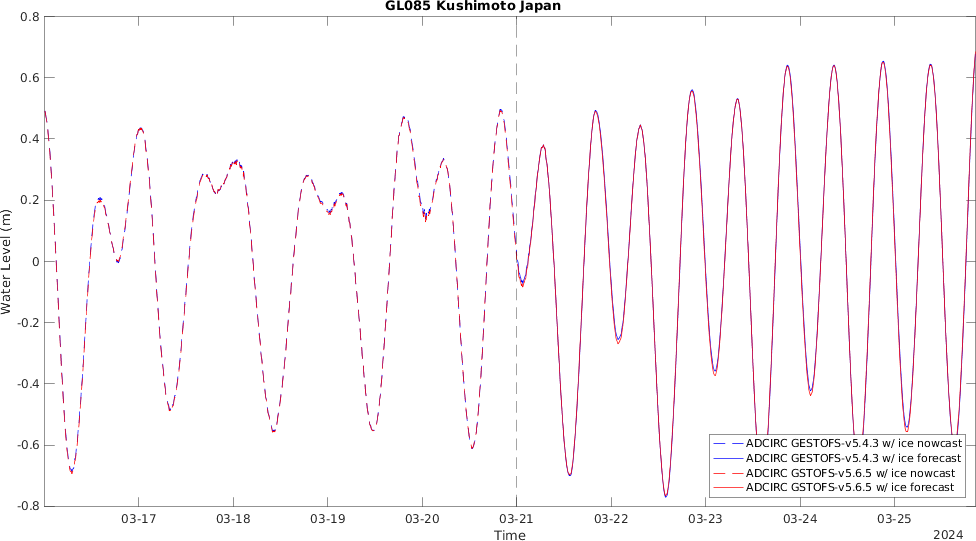 GL085 Kushimoto Japan
0.8
0.6
0.4
0.2
0
-0.2
-0.4
-0.6
-0.8
Water Level (m)
03-17
03-18
03-19
03-20
03-21
03-22
03-23
03-24
03-25
Time
2024
ADCIRC GESTOFS-v5.4.3 w/ ice nowcast
ADCIRC GESTOFS-v5.4.3 w/ ice forecast
ADCIRC GSTOFS-v5.6.5 w/ ice nowcast
ADCIRC GSTOFS-v5.6.5 w/ ice forecast